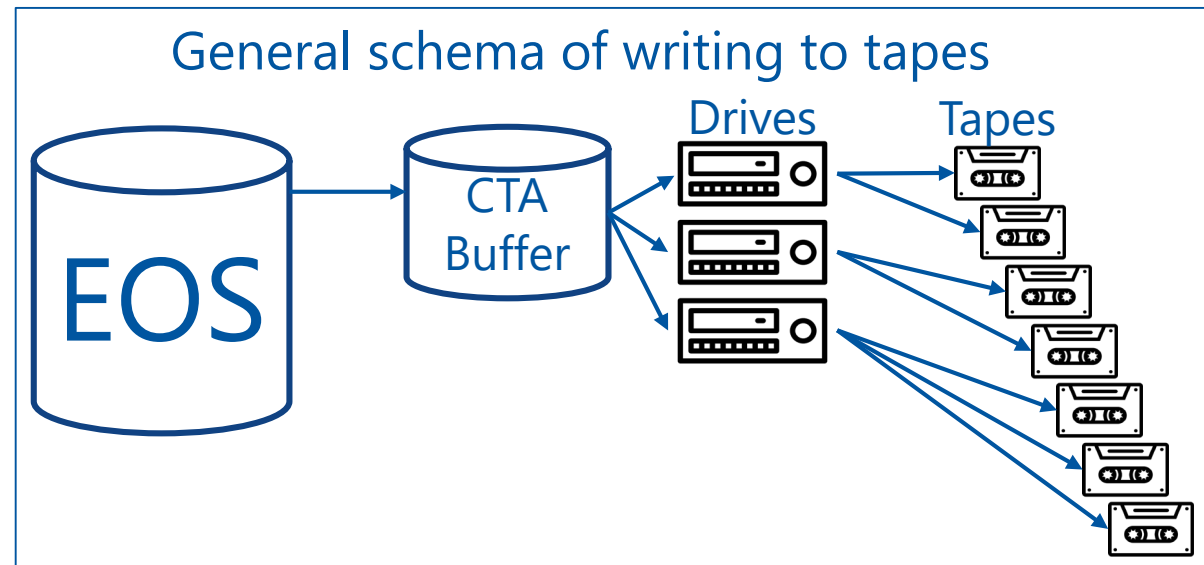 General schema of writing to tapes
Drives
Tapes
EOS
CTA
Buffer